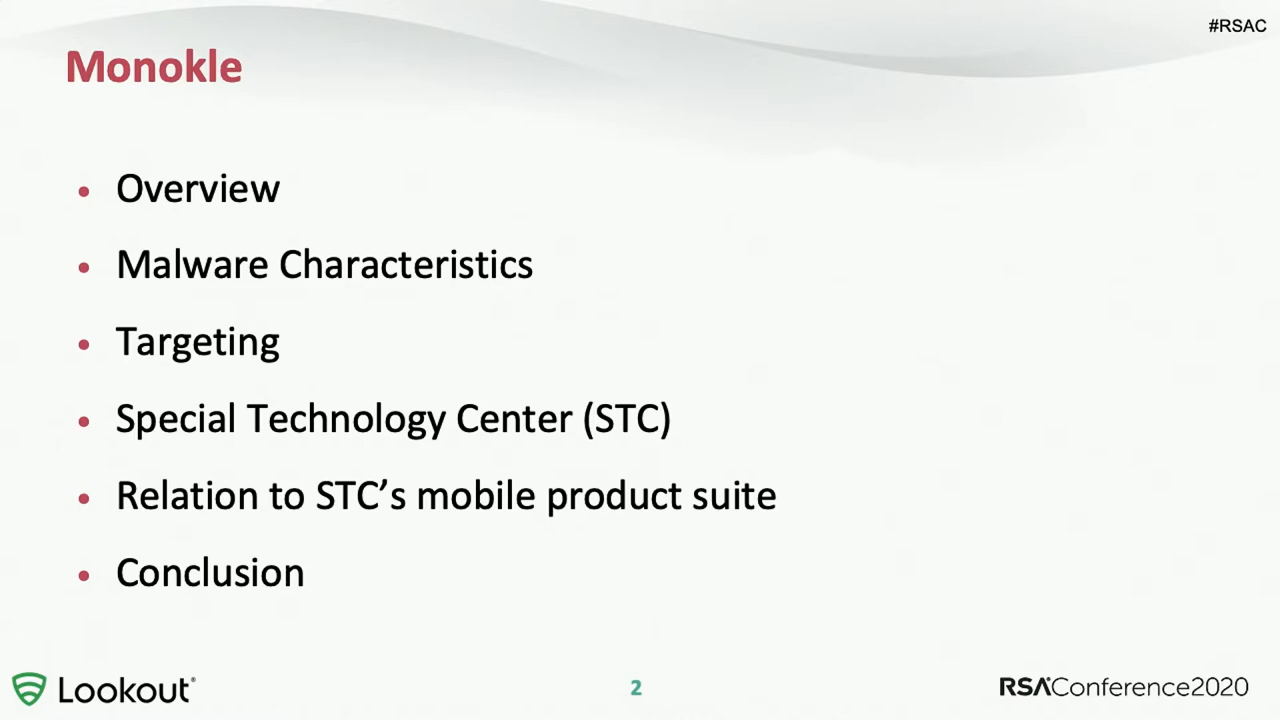 #RSAC
Monokle
• Overview
• Malware Characteristics
• Targeting
• Special Technology Center (STC)
• Relation to STC’s mobile product suite
• Conclusion
Lookout®
2
RSAConference2020